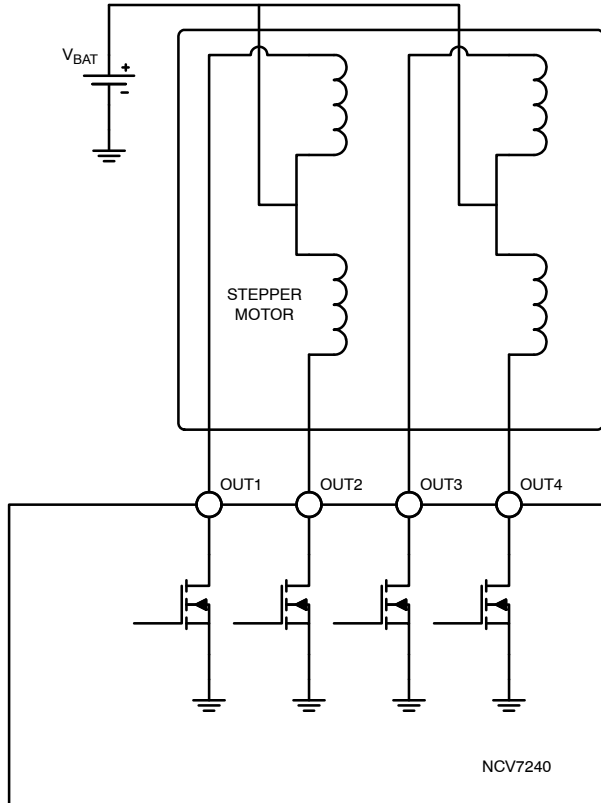 VBAT
+
-
STEPPER
MOTOR
OUT1
OUT2
OUT3
OUT4
NCV7240